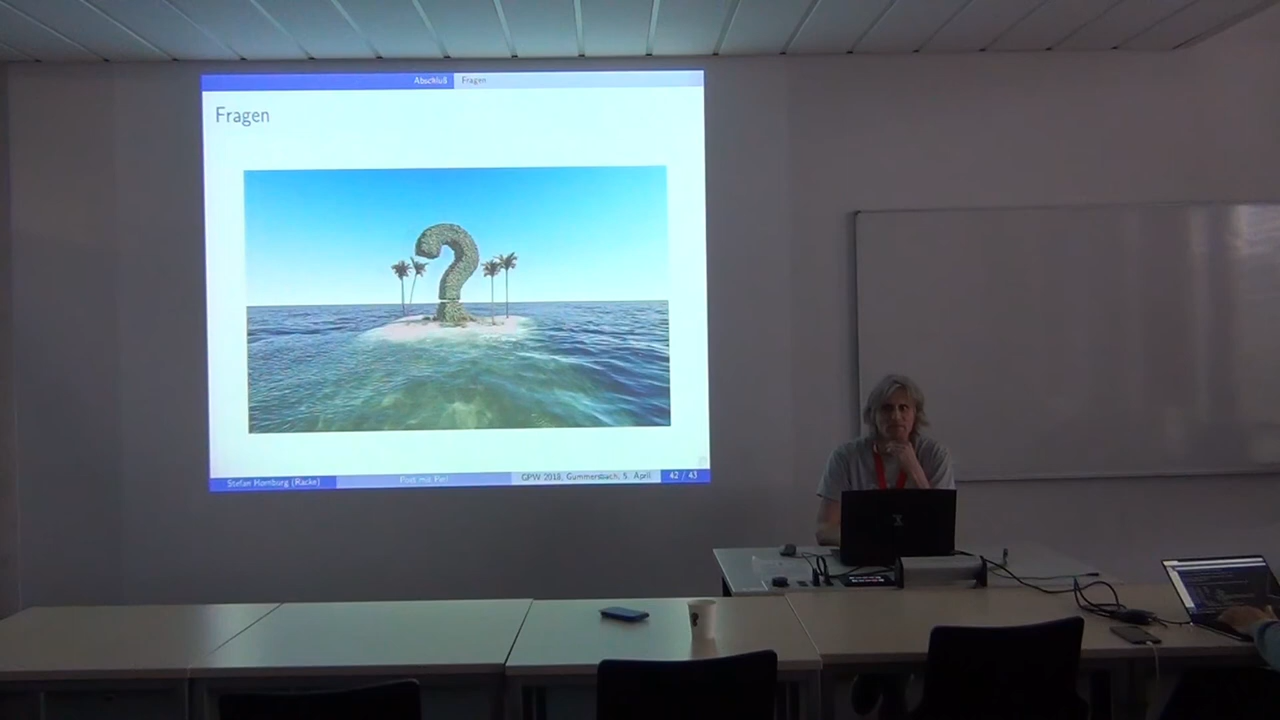 Abschluß Fragen
Fragen
Stefan Hornburg (Racke) Post mit Perl GPW 2018, Gummersbach, 5. April 42 / 43